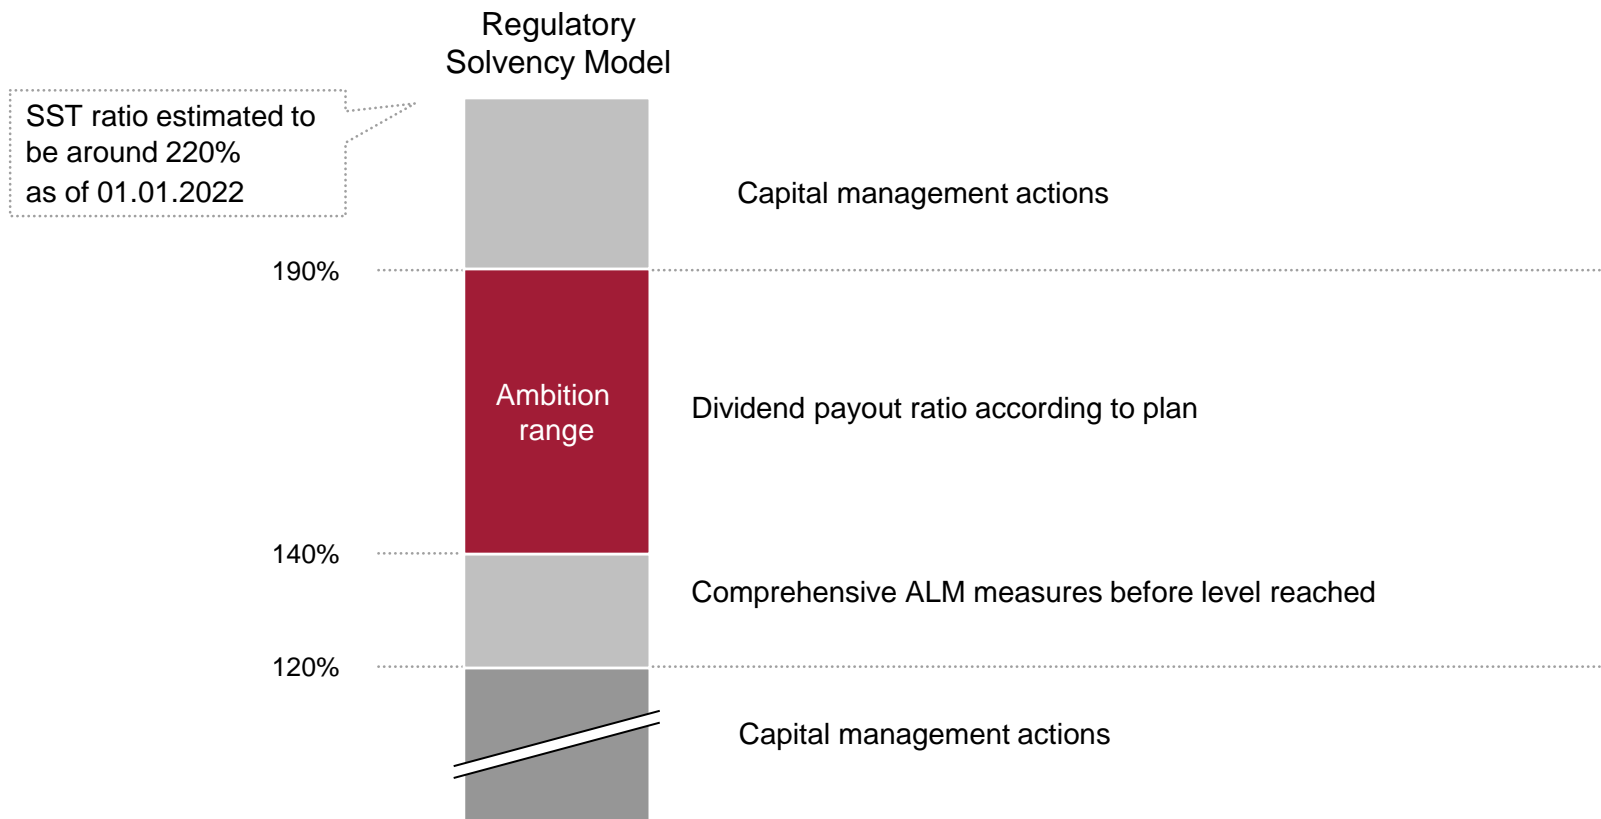 Regulatory
Solvency Model
SST ratio estimated to
be around 220%
as of 01.01.2022
Capital management actions
190%
Ambition
range
Dividend payout ratio according to plan
140%
Comprehensive ALM measures before level reached
120%
Capital management actions